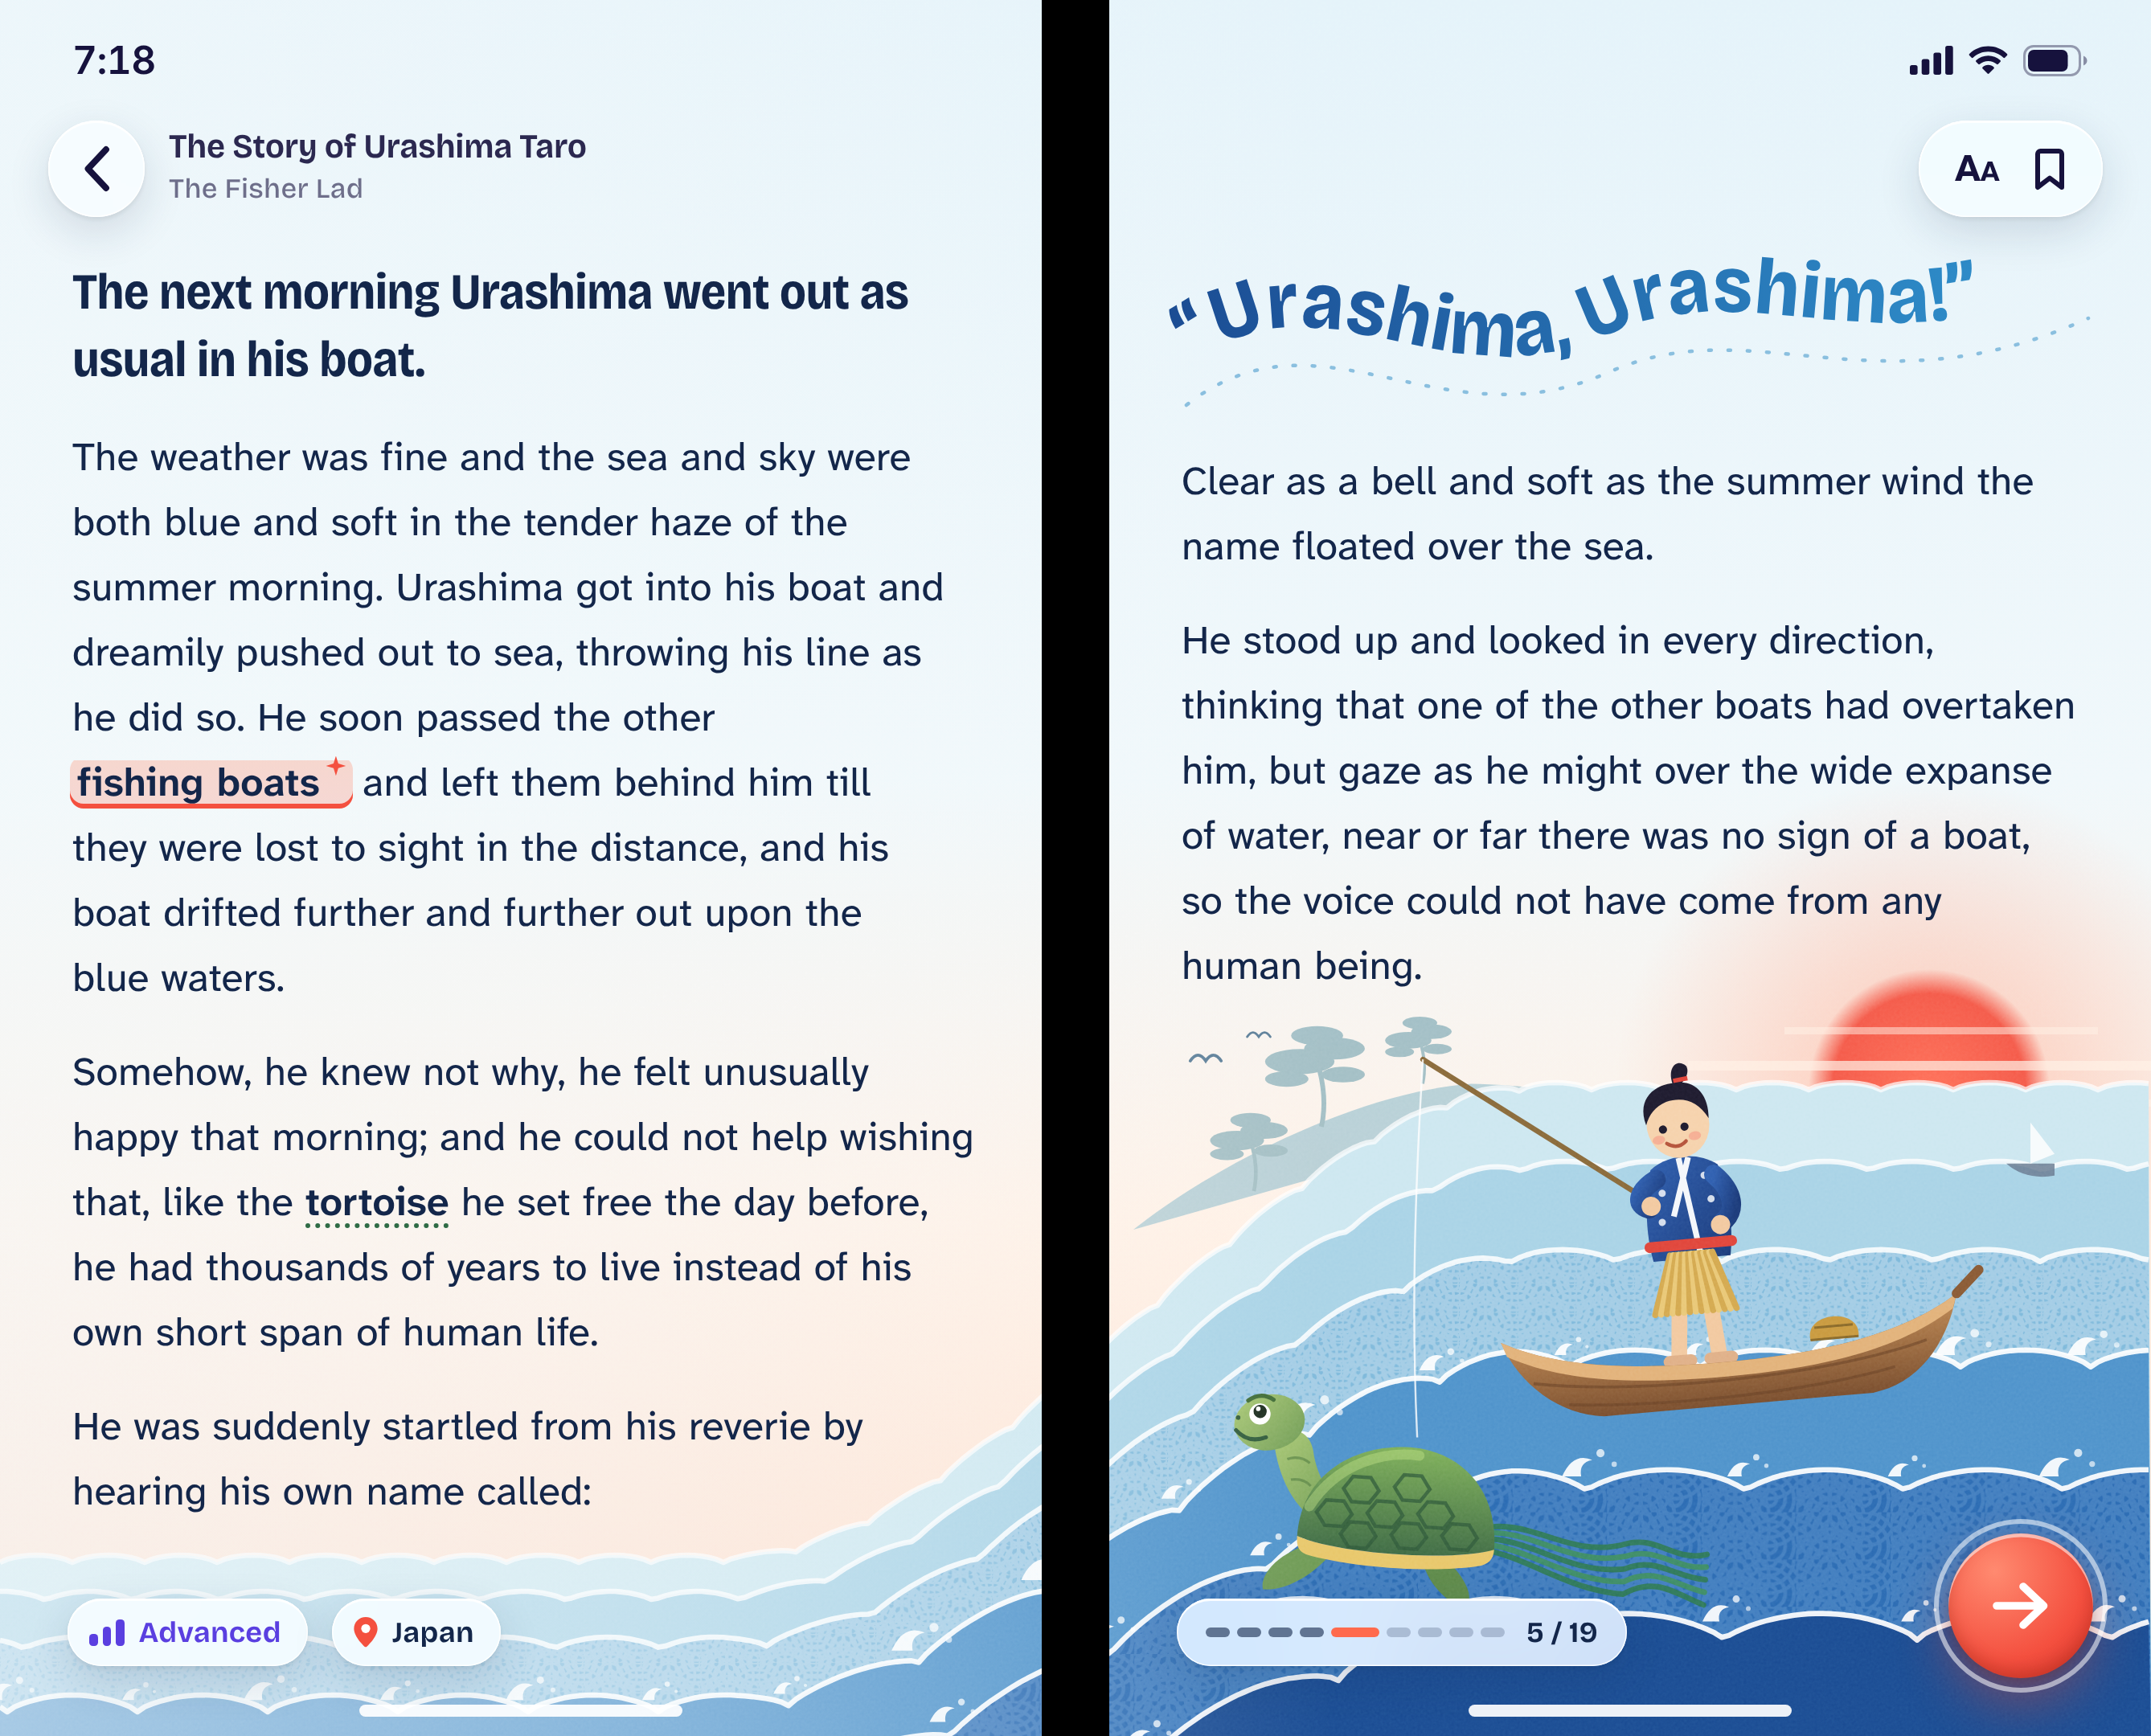 7:18
The Story of Urashima Taro
The Fisher Lad
The next morning Urashima went out as
usual in his boat.
The weather was fine and the sea and sky were
both blue and soft in the tender haze of the
summer morning. Urashima got into his boat and
dreamily pushed out to sea, throwing his line as
he did so. He soon passed the other
fishing boats and left them behind him till
they were lost to sight in the distance, and his
boat drifted further and further out upon the
blue waters.
Somehow, he knew not why, he felt unusually
happy that morning; and he could not help wishing
that, like the tortoise he set free the day before,
he had thousands of years to live instead of his
own short span of human life.
He was suddenly startled from his reverie by
hearing his own name called:
Advanced
Japan
AA
“Urashima, Urashima!”
Clear as a bell and soft as the summer wind the
name floated over the sea.
He stood up and looked in every direction,
thinking that one of the other boats had overtaken
him, but gaze as he might over the wide expanse
of water, near or far there was no sign of a boat,
so the voice could not have come from any
human being.
5 / 19